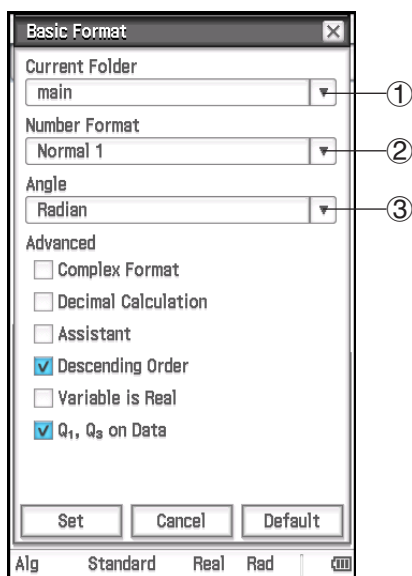 Basic Format
Current Folder
main
①
Number Format
Normal 1
②
Angle
Radian
③
Advanced
Complex Format
Decimal Calculation
Assistant
Descending Order
Variable is Real
Q₁, Q₃ on Data
Set Cancel Default
Alg Standard Real Rad